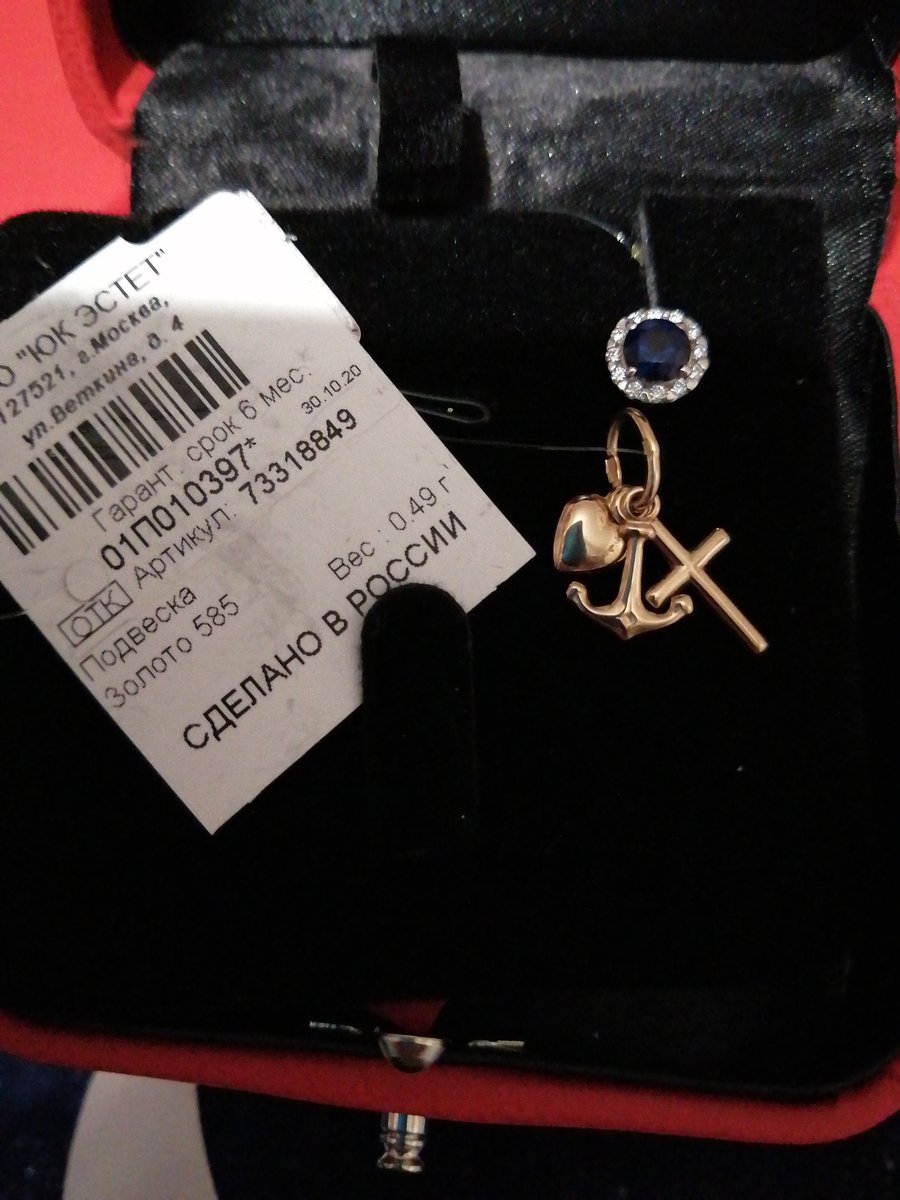 О "ЮК ЭСТЕТ"
127521, г.Москва,
ул.Веткина, д. 4
Гарант. срок 6 мес.
30.10.20
01П010397*
ОТК Артикул: 73318849
Подвеска Вес : 0.49 г
Золото 585
СДЕЛАНО В РОССИИ